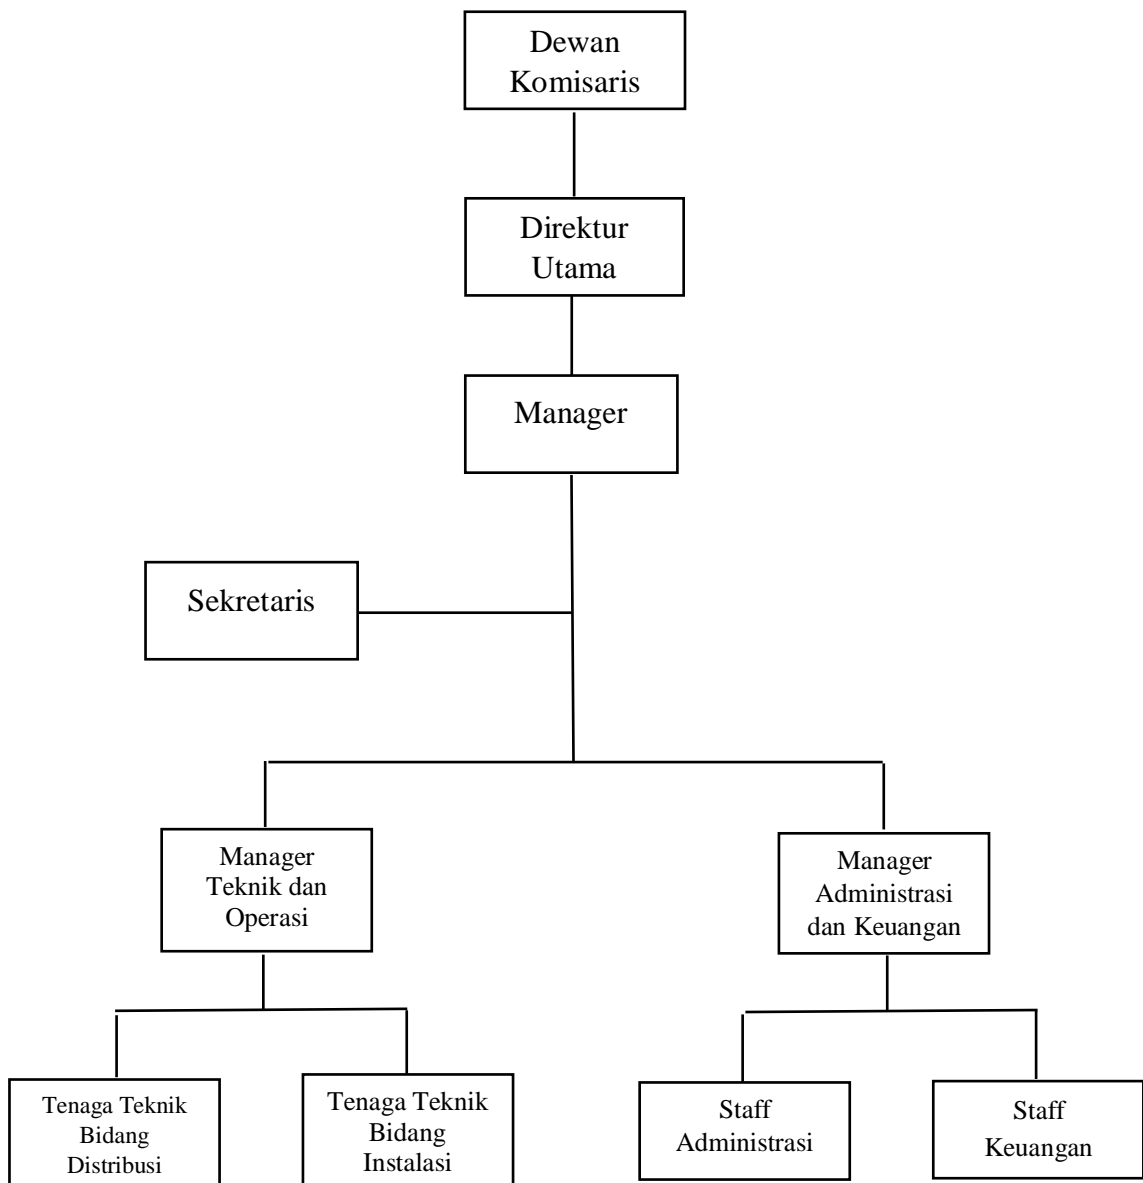 Dewan
Komisaris
Direktur
Utama
Manager
Sekretaris
Manager
Teknik dan
Operasi
Manager
Administrasi
dan Keuangan
Tenaga Teknik
Bidang
Distribusi
Tenaga Teknik
Bidang
Instalasi
Staff
Administrasi
Staff
Keuangan